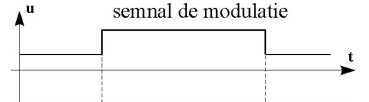 u
semnal de modulatie
t